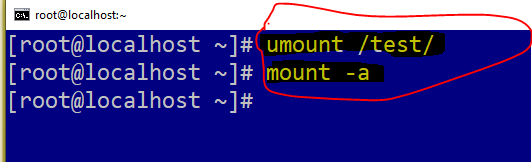 root@localhost:~
[root@localhost ~]# umount /test/
[root@localhost ~]# mount -a
[root@localhost ~]#